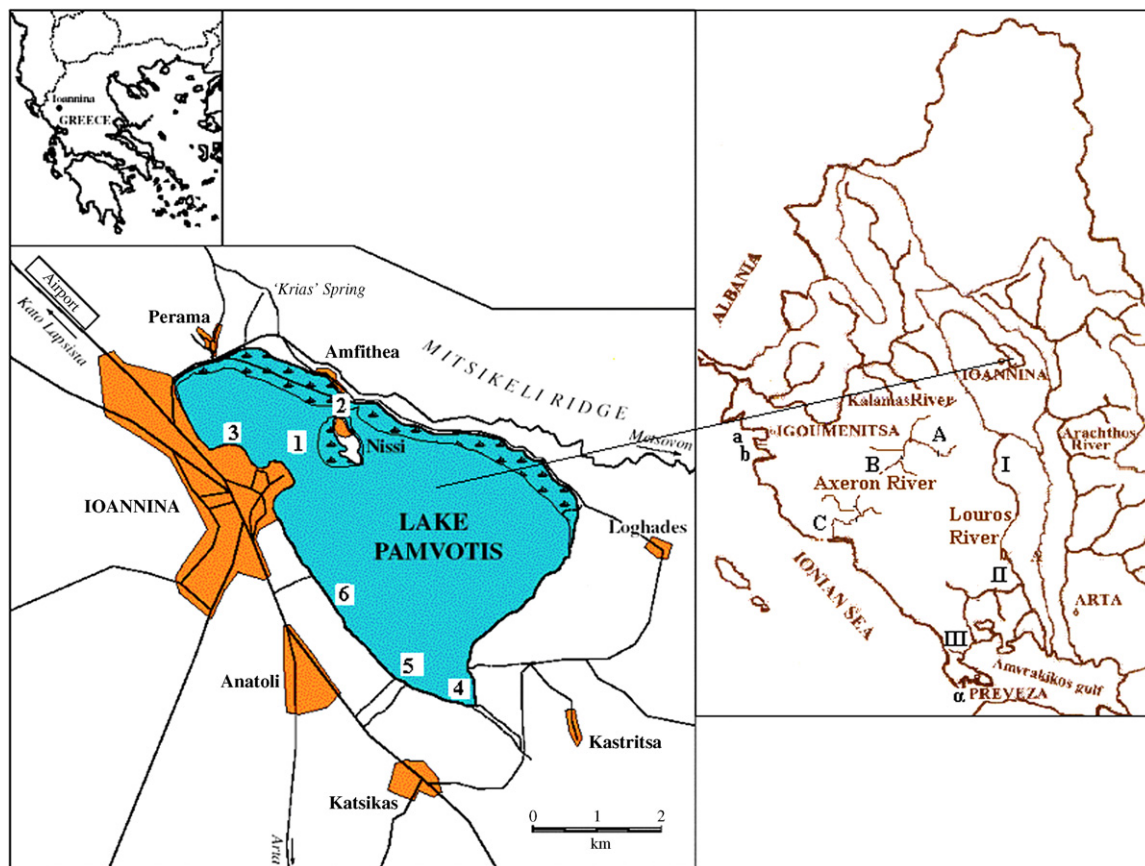 Ioannina
GREECE
Airport
Kato Lapsista
'Krias' Spring
Perama
Amfithea
MITSIKELI RIDGE
Metsovon
2
3
1
Nissi
IOANNINA
LAKE
PAMVOTIS
Loghades
6
5
4
Anatoli
Kastritsa
Katsikas
Arta
0 1 2
km
ALBANIA
IOANNINA
Kalamas River
a
b
IGOUMENITSA
A
Arachthos
River
B
I
Axeron River
C
Louros
River
IONIAN SEA
II
ARTA
III
Amvrakikos gulf
α
PREVEZA